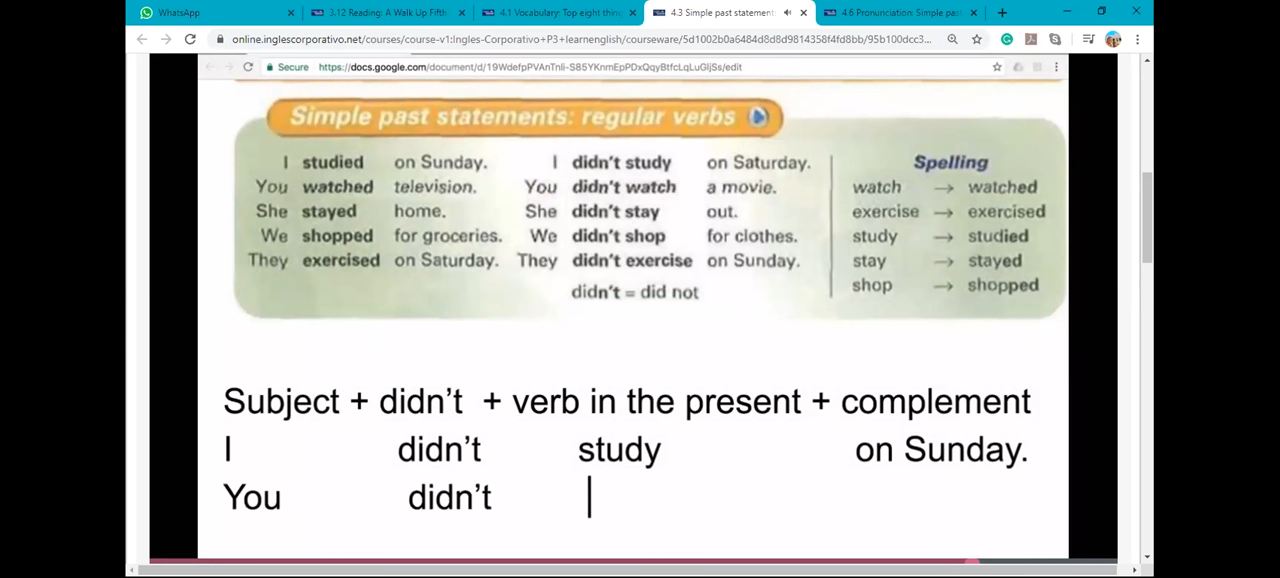 WhatsApp
3.12 Reading: A Walk Up Fifth
4.1 Vocabulary: Top eight thin
4.3 Simple past statement
4.6 Pronunciation: Simple pas
online.inglescorporativo.net/courses/course-v1:Ingles-Corporativo+P3+learnenglish/courseware/5d1002b0a6484d8d8d9814358f4fd8bb/95b100dcc3...
Secure https://docs.google.com/document/d/19WdefpPVAnTnli-S85YKnmEpPDxQqyBtfcLqLuGljSs/edit
Simple past statements: regular verbs
I studied on Sunday. I didn't study on Saturday.
You watched television. You didn't watch a movie.
She stayed home. She didn't stay out.
We shopped for groceries. We didn't shop for clothes.
They exercised on Saturday. They didn't exercise on Sunday.
didn't = did not
Spelling
watch → watched
exercise → exercised
study → studied
stay → stayed
shop → shopped
Subject + didn't + verb in the present + complement
I didn't study on Sunday.
You didn't